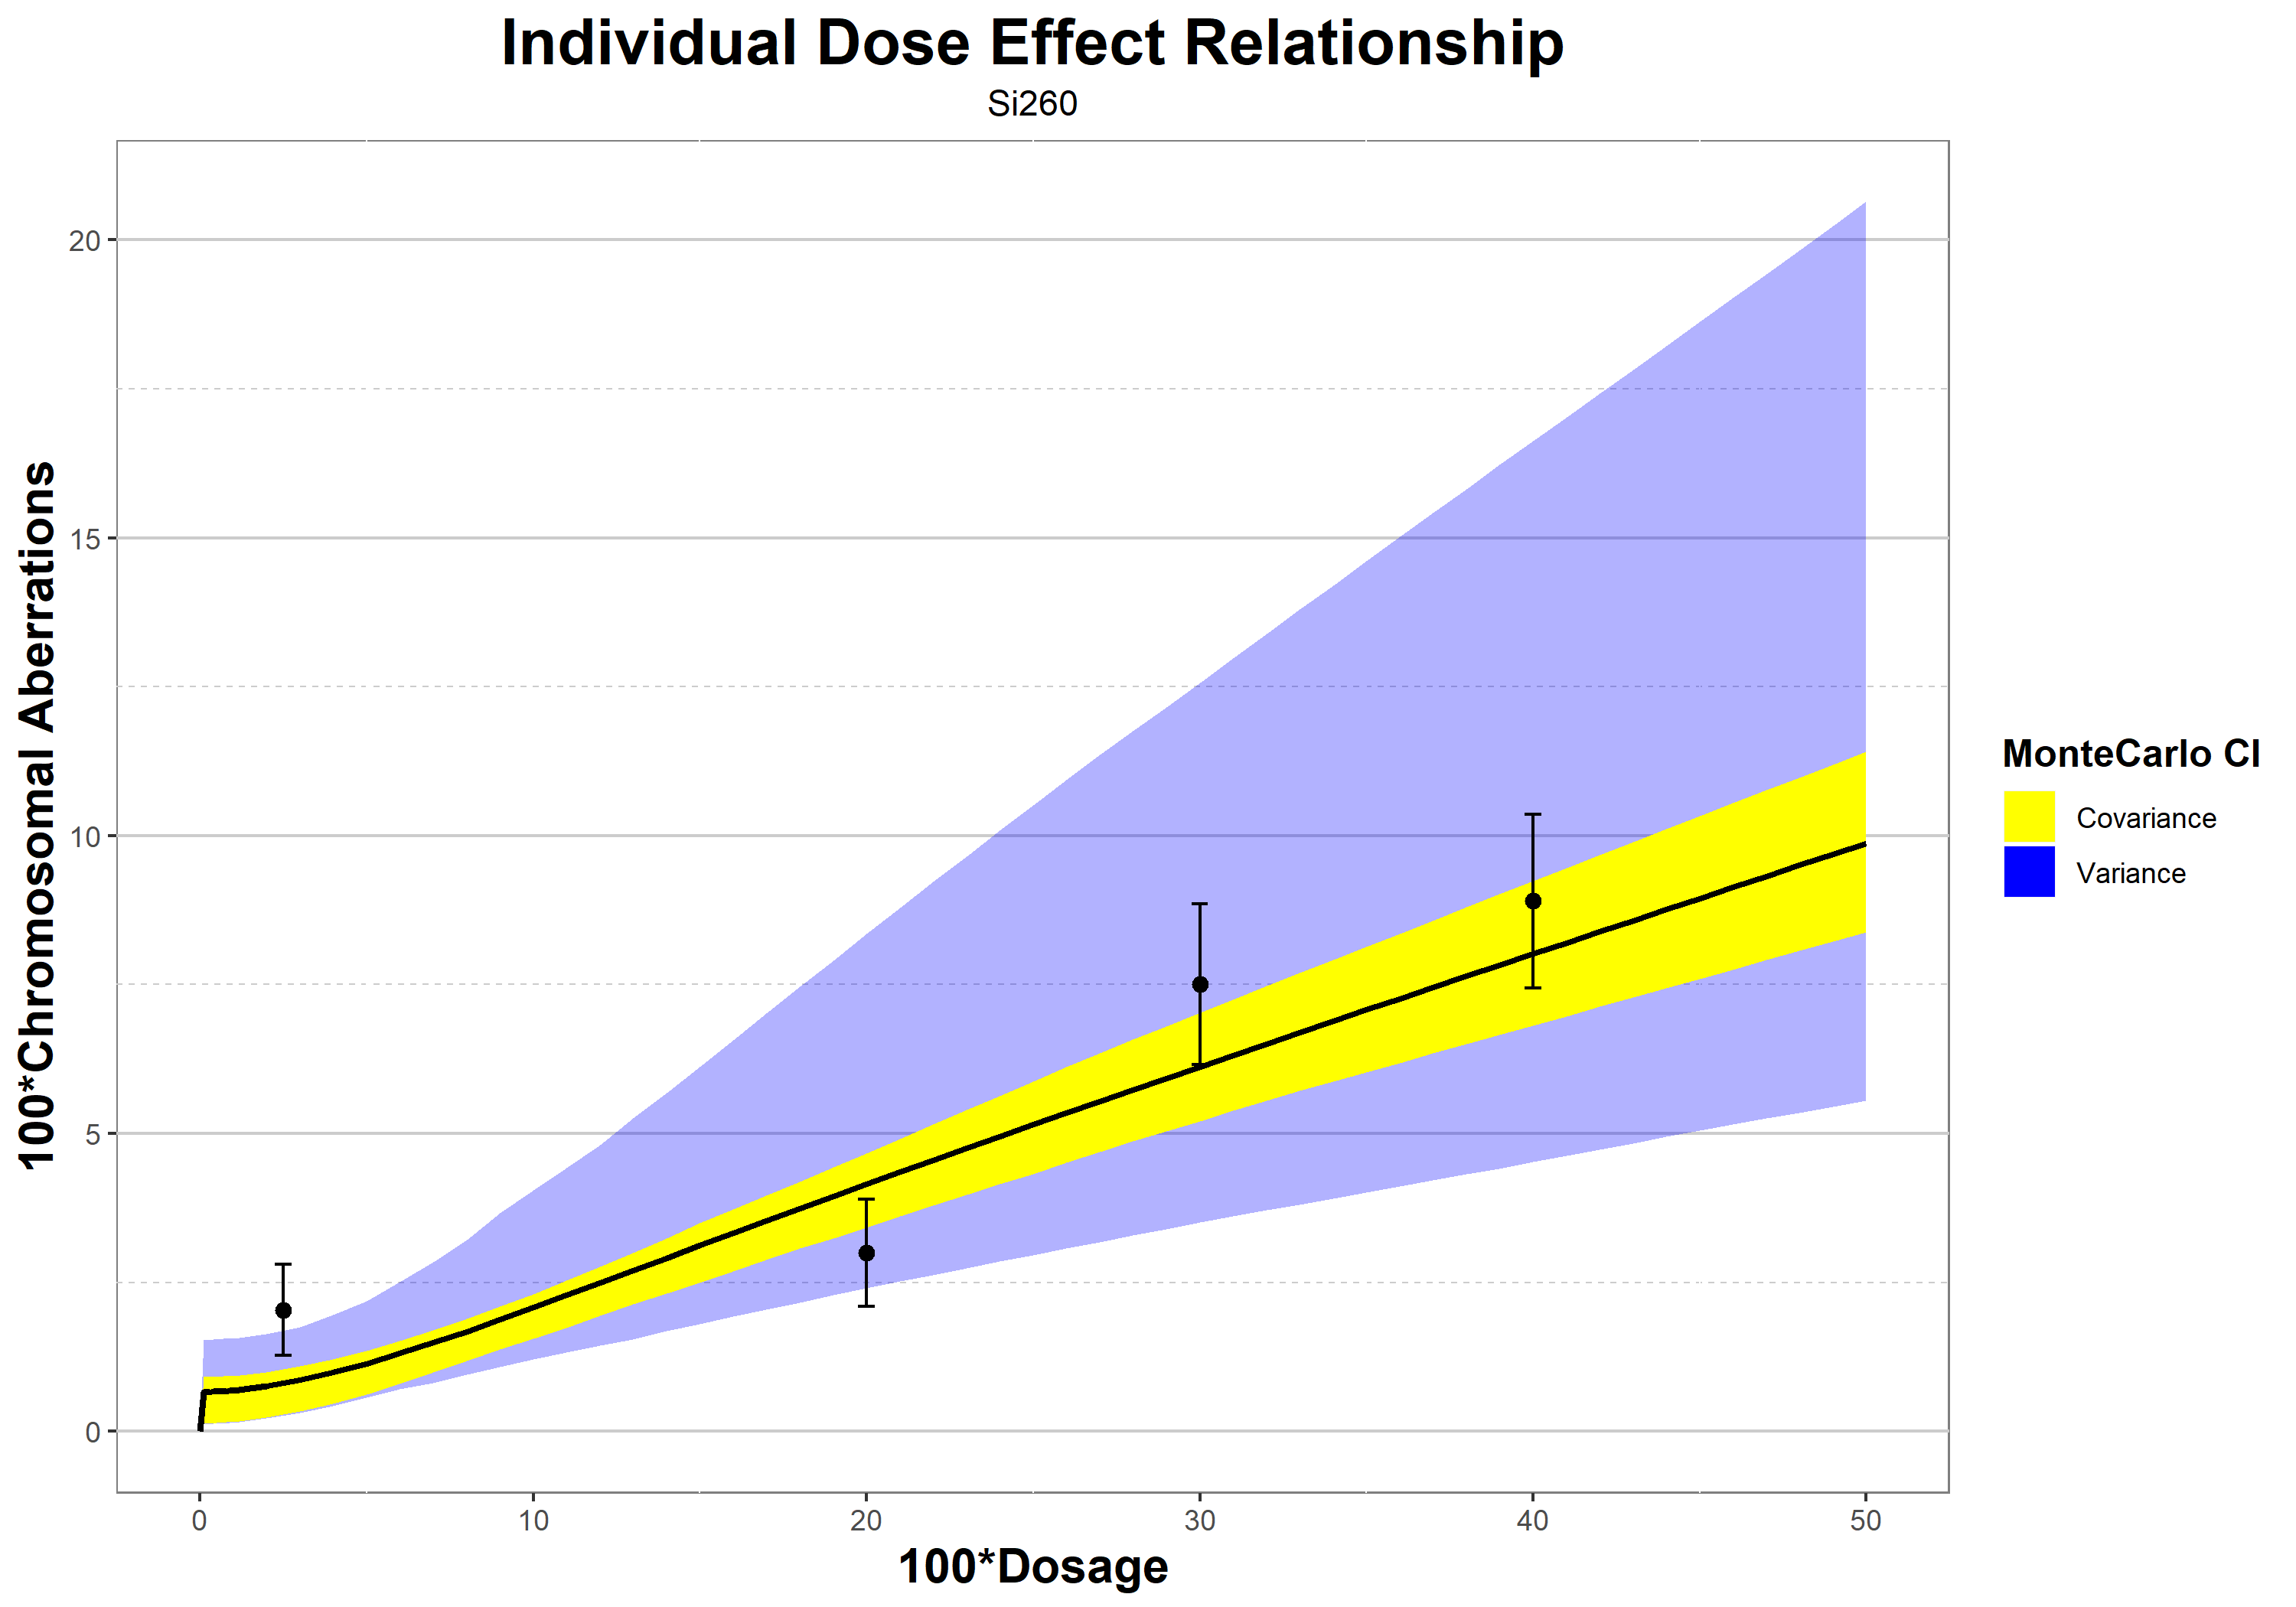 Individual Dose Effect Relationship
Si260
100*Chromosomal Aberrations
20
15
10
5
0
0 10 20 30 40 50
100*Dosage
MonteCarlo CI
Covariance
Variance